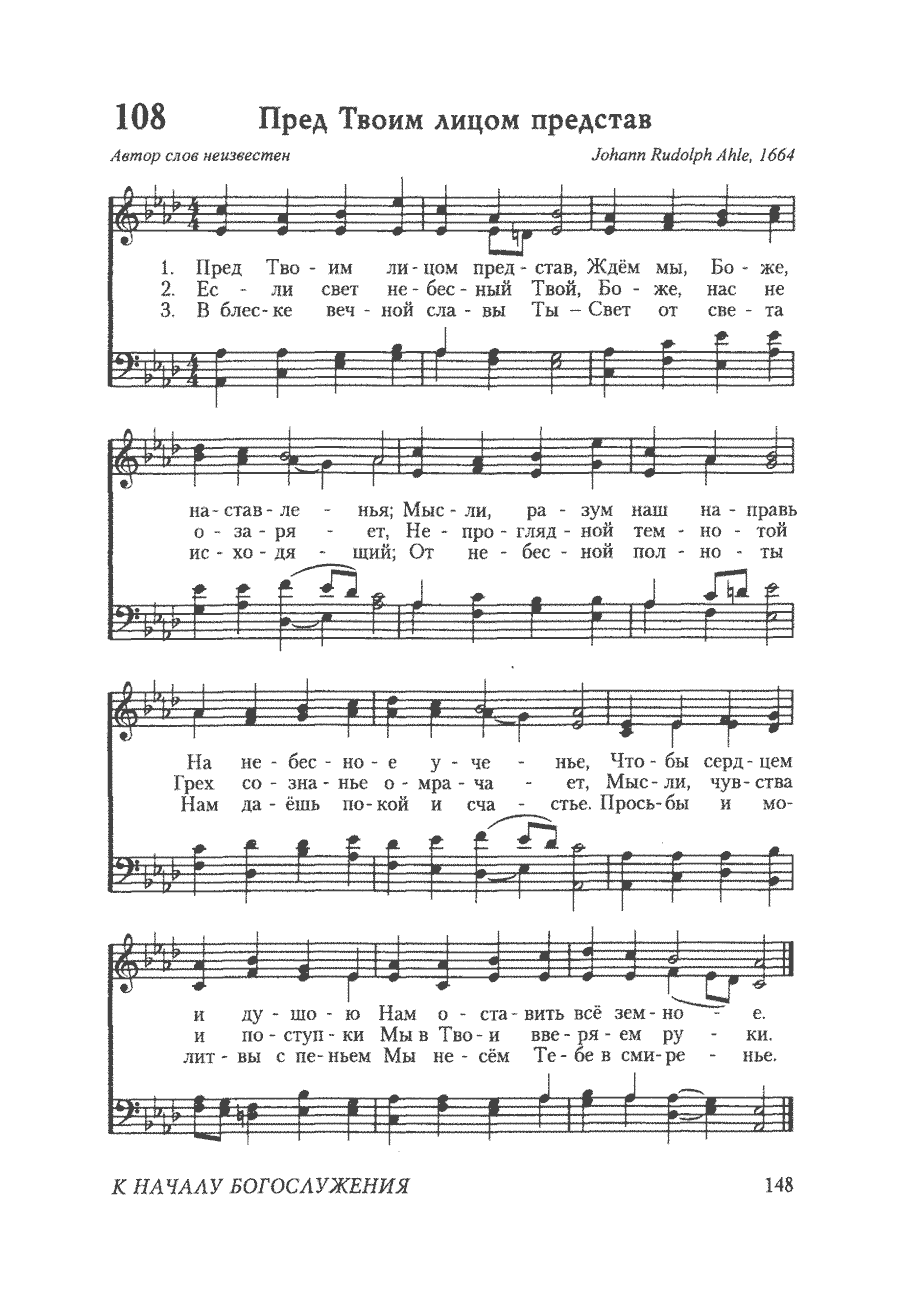 108 Пред Твоим лицом представ
Автор слов неизвестен Johann Rudolph Ahle, 1664
1. Пред Тво - им ли - цом пред - став, Ждём мы, Бо - же,
2. Ес - ли свет не - бес - ный Твой, Бо - же, нас не
3. В блес - ке веч - ной сла - вы Ты – Свет от све - та
на - став - ле - нья; Мыс - ли, ра - зум наш на - правь
о - за - ря - ет, Не - про - гляд - ной тем - но - той
ис - хо - дя - щий; От не - бес - ной пол - но - ты
На не - бес - но - е у - че - нье, Что - бы серд - цем
Грех со - зна - нье о - мра - ча - ет, Мыс - ли, чув - ства
Нам да - ёшь по - кой и сча - стье. Прось - бы и мо-
и ду - шо - ю Нам о - ста - вить всё зем - но - е.
и по - ступ - ки Мы в Тво - и вве - ря - ем ру - ки.
лит - вы с пе - ньем Мы не - сём Те - бе в сми - ре - нье.
К НАЧАЛУ БОГОСЛУЖЕНИЯ 148